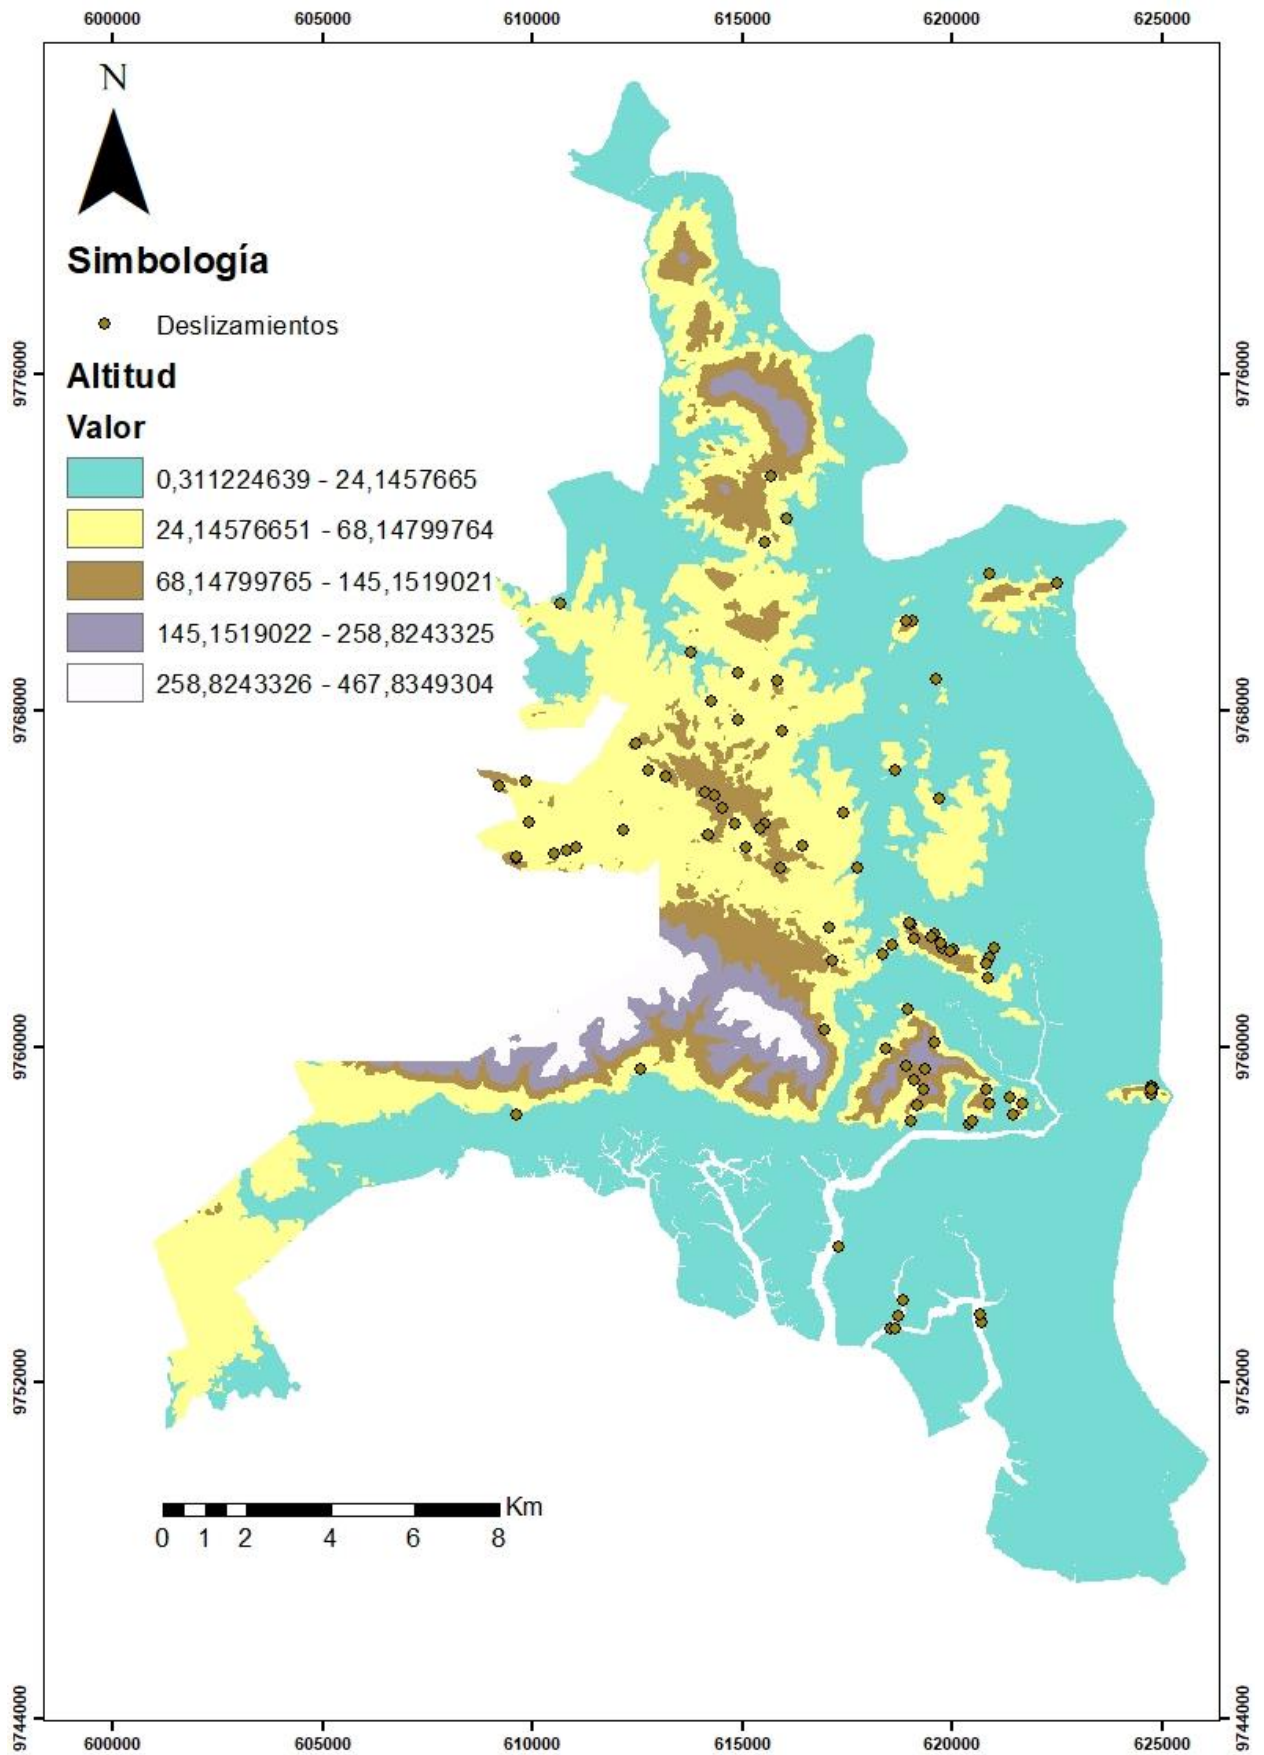 600000 605000 610000 615000 620000 625000
N
Simbología
Deslizamientos
Altitud
Valor
0,311224639 - 24,1457665
24,14576651 - 68,14799764
68,14799765 - 145,1519021
145,1519022 - 258,8243325
258,8243326 - 467,8349304
9776000 9776000
9768000 9768000
9760000 9760000
9752000 9752000
9744000 9744000
Km
0 1 2 4 6 8
600000 605000 610000 615000 620000 625000